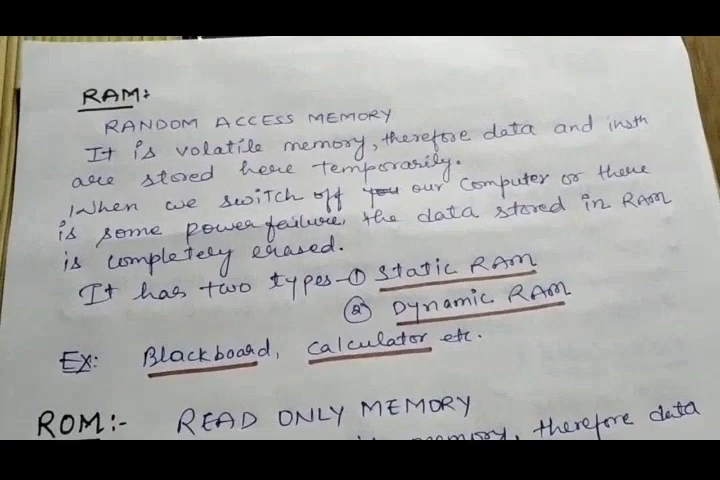 RAM:
RANDOM ACCESS MEMORY
It is volatile memory, therefore data and instn
are stored here temporarily.
When we switch off our computer or there
is some power failure, the data stored in RAM
is completely erased.
It has two types - ① Static RAM
② Dynamic RAM
EX: Blackboard, calculator etc.
ROM:- READ ONLY MEMORY
memory, therefore data